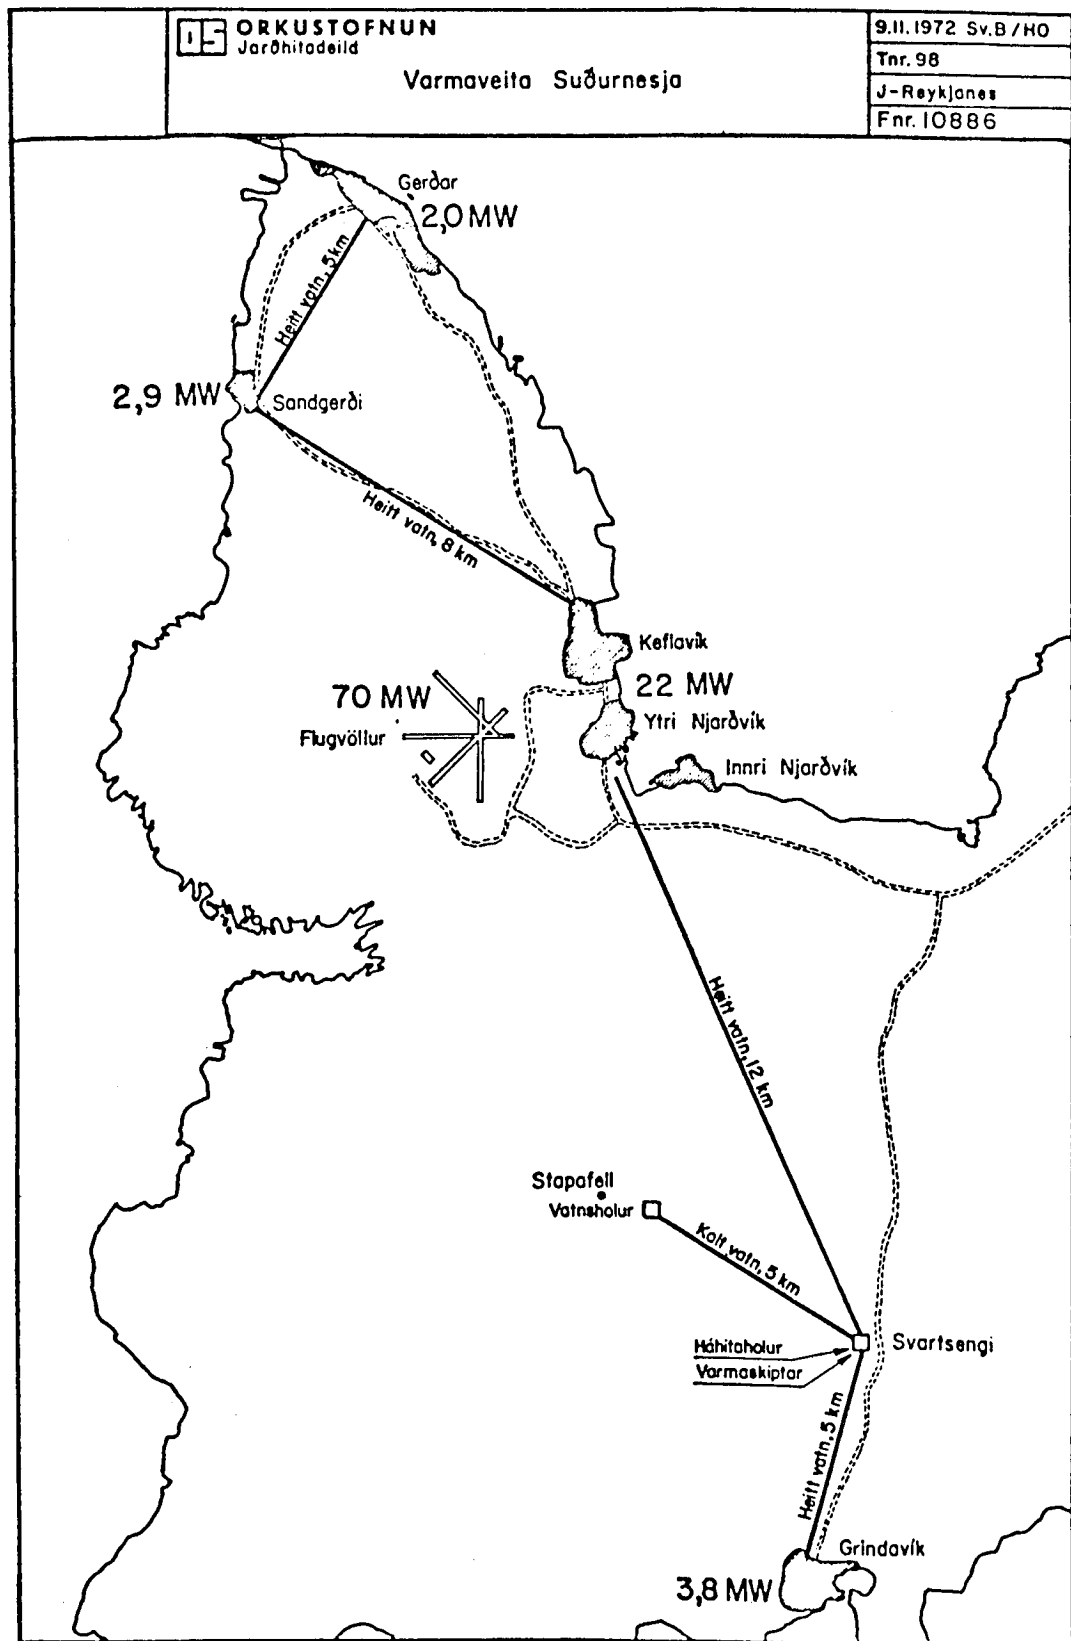 OS ORKUSTOFNUN
Jarðhitadeild
Varmaveita Suðurnesja
9.11.1972 Sv.B/HO
Tnr. 98
J-Reykjanes
Fnr. 10886
Gerðar
2,0 MW
Heitt vatn, 5km
2,9 MW
Sandgerði
Heitt vatn, 8 km
Keflavík
70 MW
22 MW
Flugvöllur
Ytri Njarðvík
Innri Njarðvík
Heitt vatn, 12 km
Stapafell
Vatnsholur
Kalt vatn, 5 km
Háhitaholur
Varmaskiptar
Svartsengi
Heitt vatn, 5 km
Grindavík
3,8 MW